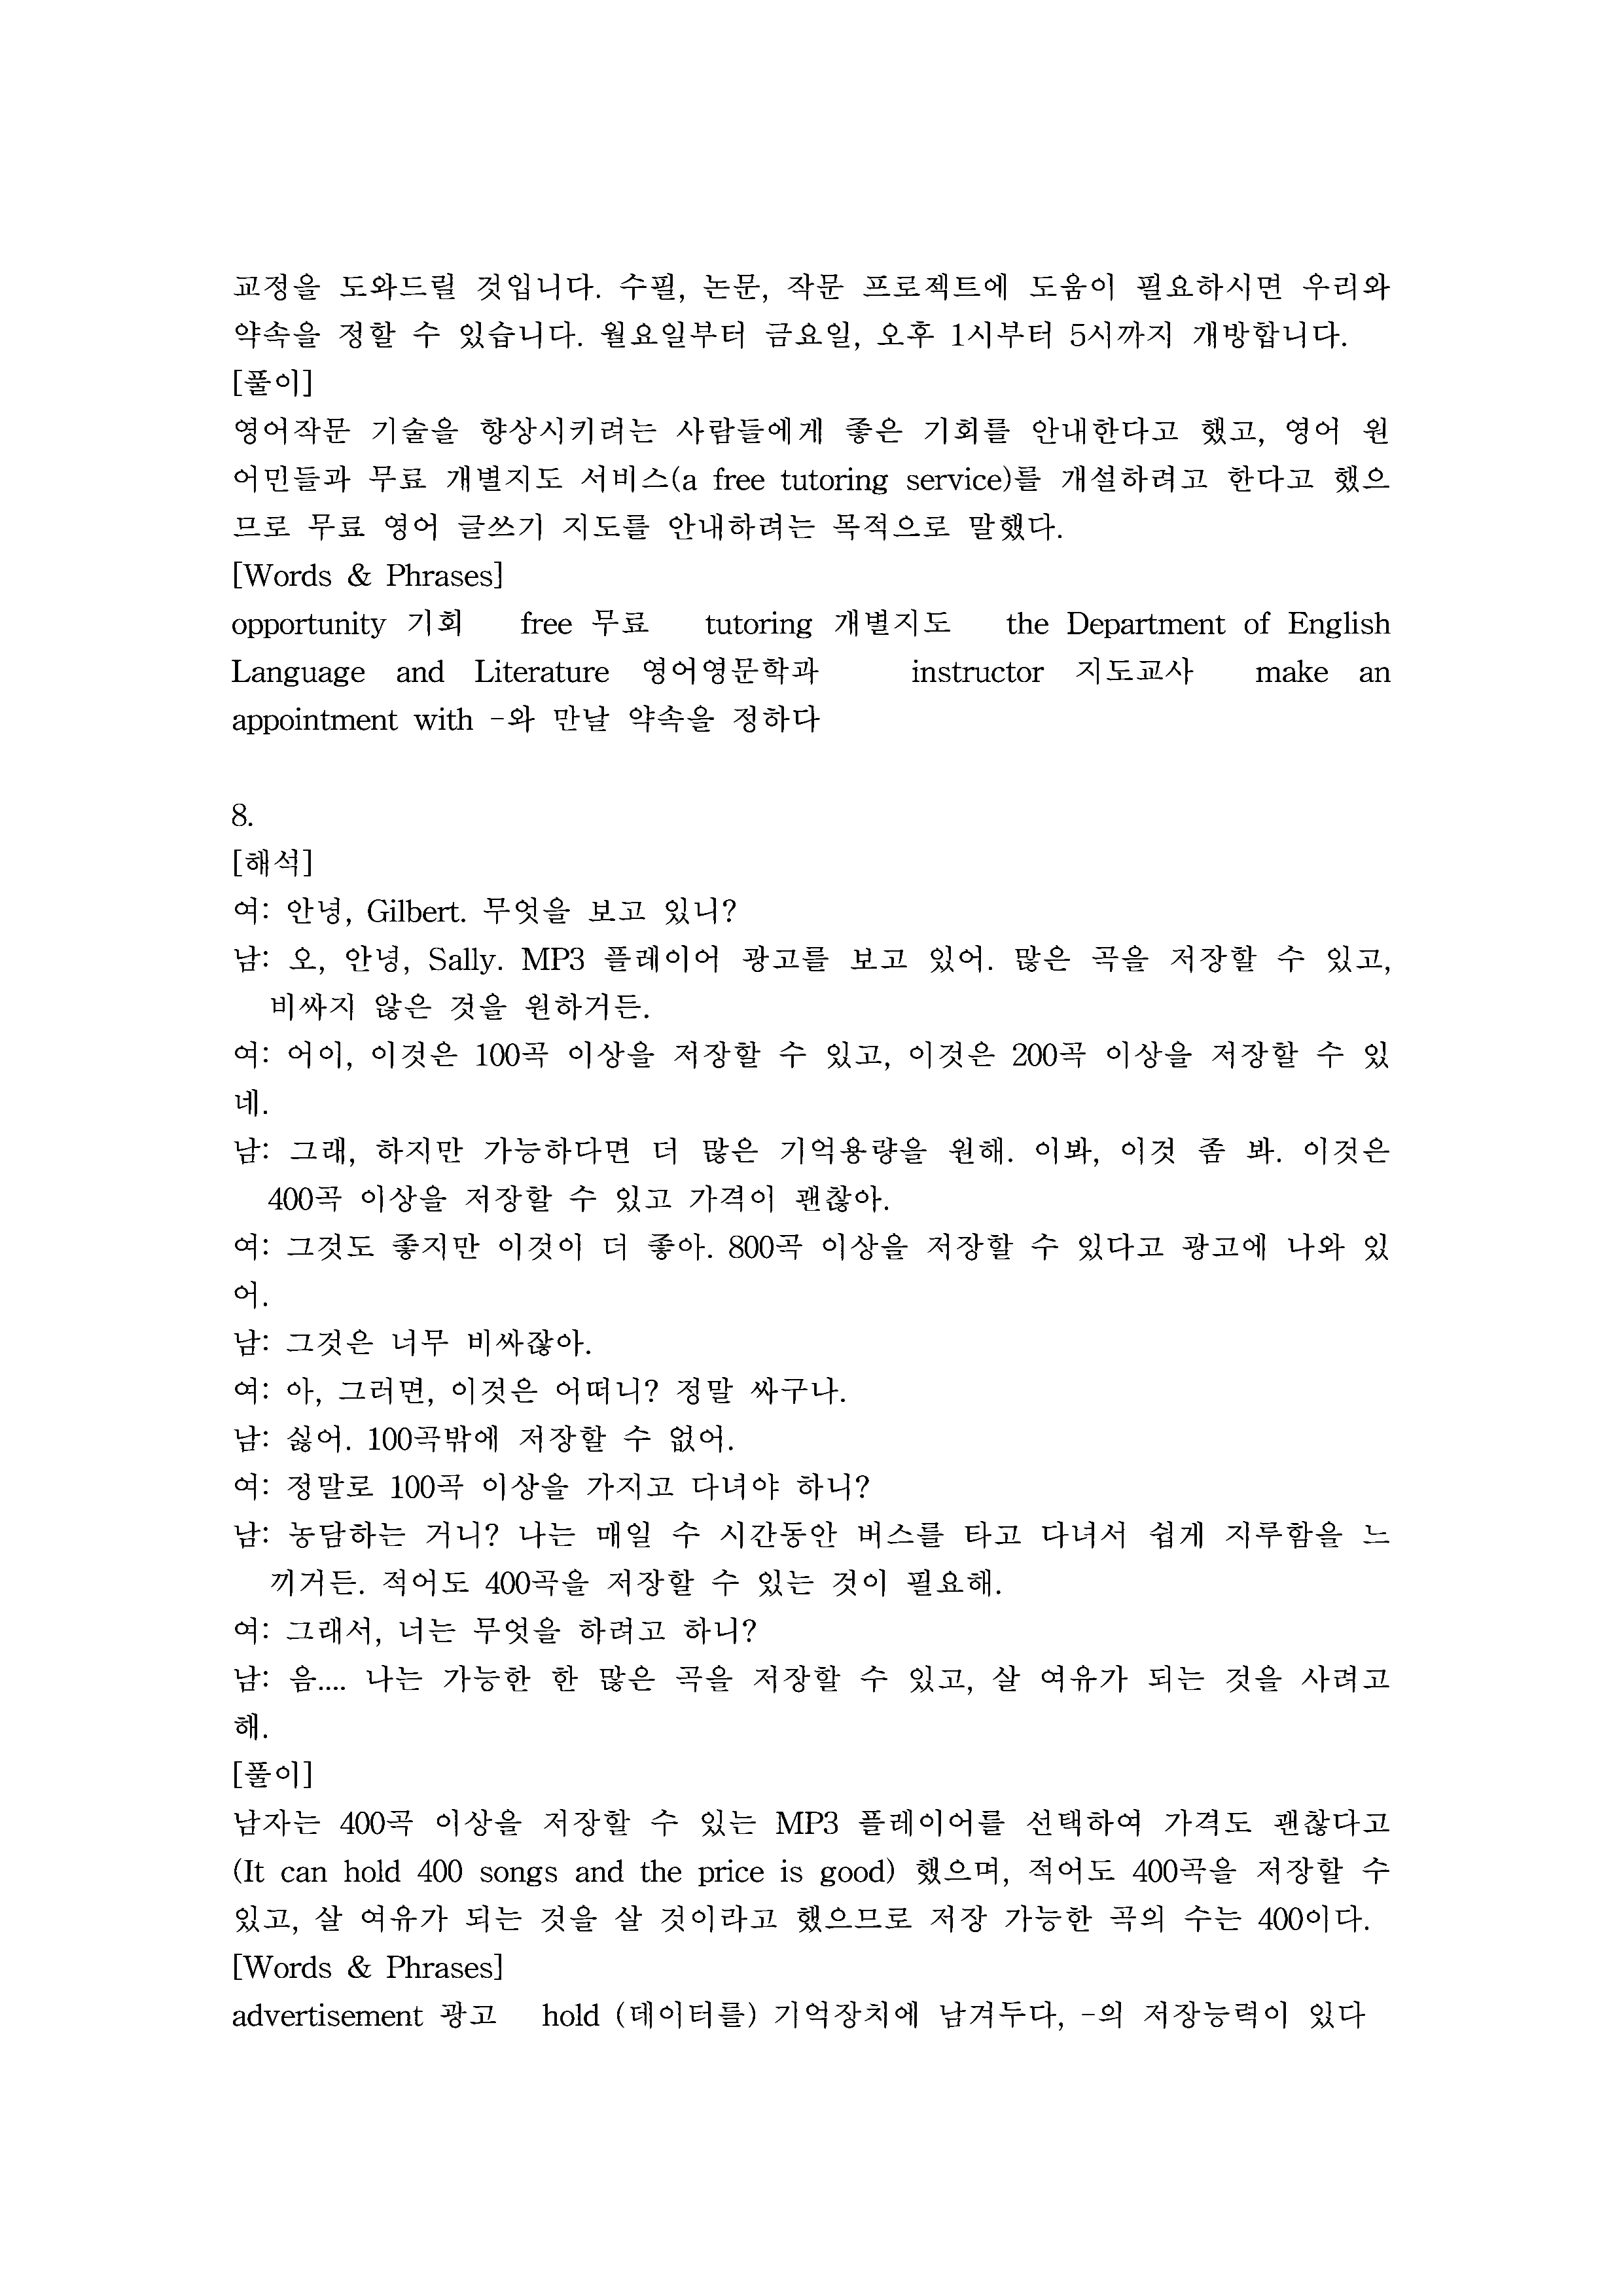 교정을 도와드릴 것입니다. 수필, 논문, 작문 프로젝트에 도움이 필요하시면 우리와
약속을 정할 수 있습니다. 월요일부터 금요일, 오후 1시부터 5시까지 개방합니다.
[풀이]
영어작문 기술을 향상시키려는 사람들에게 좋은 기회를 안내한다고 했고, 영어 원
어민들과 무료 개별지도 서비스(a free tutoring service)를 개설하려고 한다고 했으
므로 무료 영어 글쓰기 지도를 안내하려는 목적으로 말했다.
[Words & Phrases]
opportunity 기회 free 무료 tutoring 개별지도 the Department of English
Language and Literature 영어영문학과 instructor 지도교사 make an
appointment with -와 만날 약속을 정하다
8.
[해석]
여: 안녕, Gilbert. 무엇을 보고 있니?
남: 오, 안녕, Sally. MP3 플레이어 광고를 보고 있어. 많은 곡을 저장할 수 있고,
비싸지 않은 것을 원하거든.
여: 어이, 이것은 100곡 이상을 저장할 수 있고, 이것은 200곡 이상을 저장할 수 있
네.
남: 그래, 하지만 가능하다면 더 많은 기억용량을 원해. 이봐, 이것 좀 봐. 이것은
400곡 이상을 저장할 수 있고 가격이 괜찮아.
여: 그것도 좋지만 이것이 더 좋아. 800곡 이상을 저장할 수 있다고 광고에 나와 있
어.
남: 그것은 너무 비싸잖아.
여: 아, 그러면, 이것은 어떠니? 정말 싸구나.
남: 싫어. 100곡밖에 저장할 수 없어.
여: 정말로 100곡 이상을 가지고 다녀야 하니?
남: 농담하는 거니? 나는 매일 수 시간동안 버스를 타고 다녀서 쉽게 지루함을 느
끼거든. 적어도 400곡을 저장할 수 있는 것이 필요해.
여: 그래서, 너는 무엇을 하려고 하니?
남: 음.... 나는 가능한 한 많은 곡을 저장할 수 있고, 살 여유가 되는 것을 사려고
해.
[풀이]
남자는 400곡 이상을 저장할 수 있는 MP3 플레이어를 선택하여 가격도 괜찮다고
(It can hold 400 songs and the price is good) 했으며, 적어도 400곡을 저장할 수
있고, 살 여유가 되는 것을 살 것이라고 했으므로 저장 가능한 곡의 수는 400이다.
[Words & Phrases]
advertisement 광고 hold (데이터를) 기억장치에 남겨두다, -의 저장능력이 있다